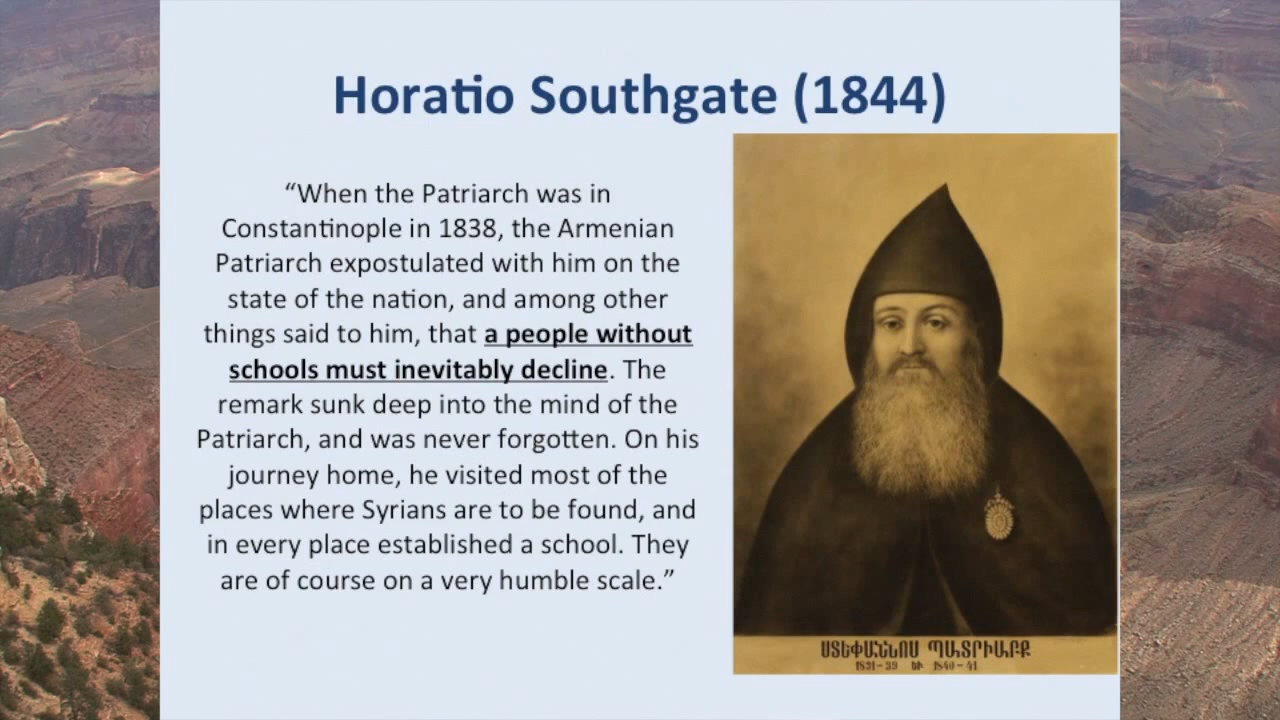 Horatio Southgate (1844)
“When the Patriarch was in
Constantinople in 1838, the Armenian
Patriarch expostulated with him on the
state of the nation, and among other
things said to him, that a people without
schools must inevitably decline. The
remark sunk deep into the mind of the
Patriarch, and was never forgotten. On his
journey home, he visited most of the
places where Syrians are to be found, and
in every place established a school. They
are of course on a very humble scale.”
ՍՏԵՓԱՆՆՈՍ ՊԱՏՐԻԱՐՔ
1831-39 եւ 1840-41